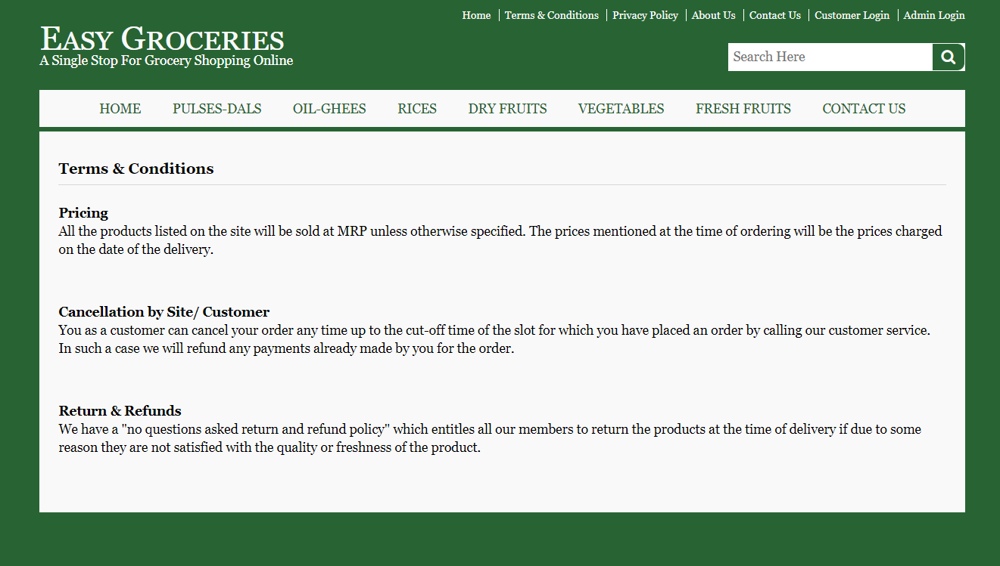 Home
Terms & Conditions
Privacy Policy
About Us
Contact Us
Customer Login
Admin Login
EASY GROCERIES
A Single Stop For Grocery Shopping Online
Search Here
HOME
PULSES-DALS
OIL-GHEES
RICES
DRY FRUITS
VEGETABLES
FRESH FRUITS
CONTACT US
Terms & Conditions
Pricing
All the products listed on the site will be sold at MRP unless otherwise specified. The prices mentioned at the time of ordering will be the prices charged
on the date of the delivery.
Cancellation by Site/ Customer
You as a customer can cancel your order any time up to the cut-off time of the slot for which you have placed an order by calling our customer service.
In such a case we will refund any payments already made by you for the order.
Return & Refunds
We have a "no questions asked return and refund policy" which entitles all our members to return the products at the time of delivery if due to some
reason they are not satisfied with the quality or freshness of the product.